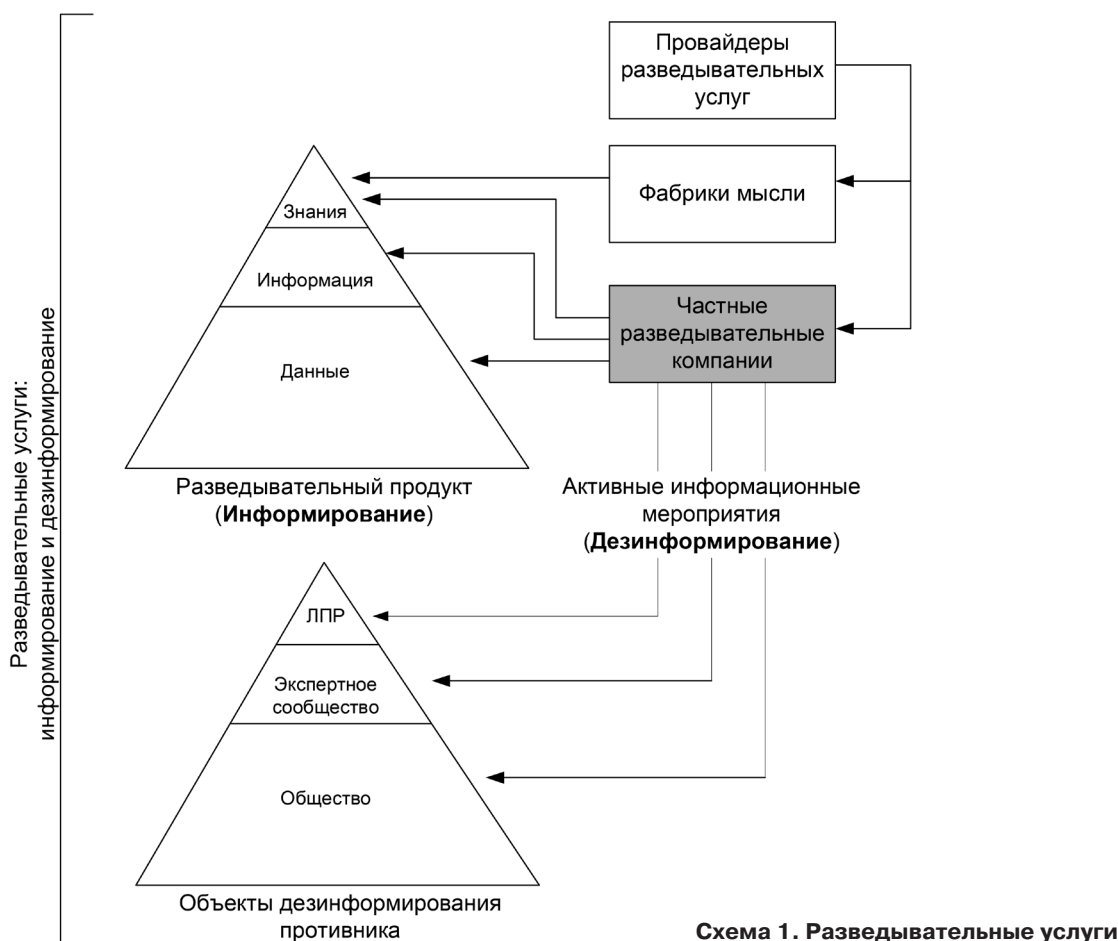 Разведывательные услуги:
информирование и дезинформирование
Провайдеры
разведывательных
услуг
Фабрики мысли
Частные
разведывательные
компании
Знания
Информация
Данные
Разведывательный продукт
(Информирование)
Активные информационные
мероприятия
(Дезинформирование)
ЛПР
Экспертное
сообщество
Общество
Объекты дезинформирования
противника
Схема 1. Разведывательные услуги